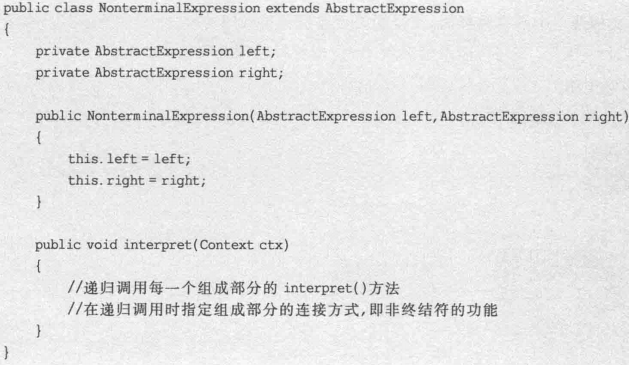 public class NonterminalExpression extends AbstractExpression
{
private AbstractExpression left;
private AbstractExpression right;
public NonterminalExpression(AbstractExpression left,AbstractExpression right)
{
this.left = left;
this.right = right;
}
public void interpret(Context ctx)
{
//递归调用每一个组成部分的 interpret()方法
//在递归调用时指定组成部分的连接方式,即非终结符的功能
}
}